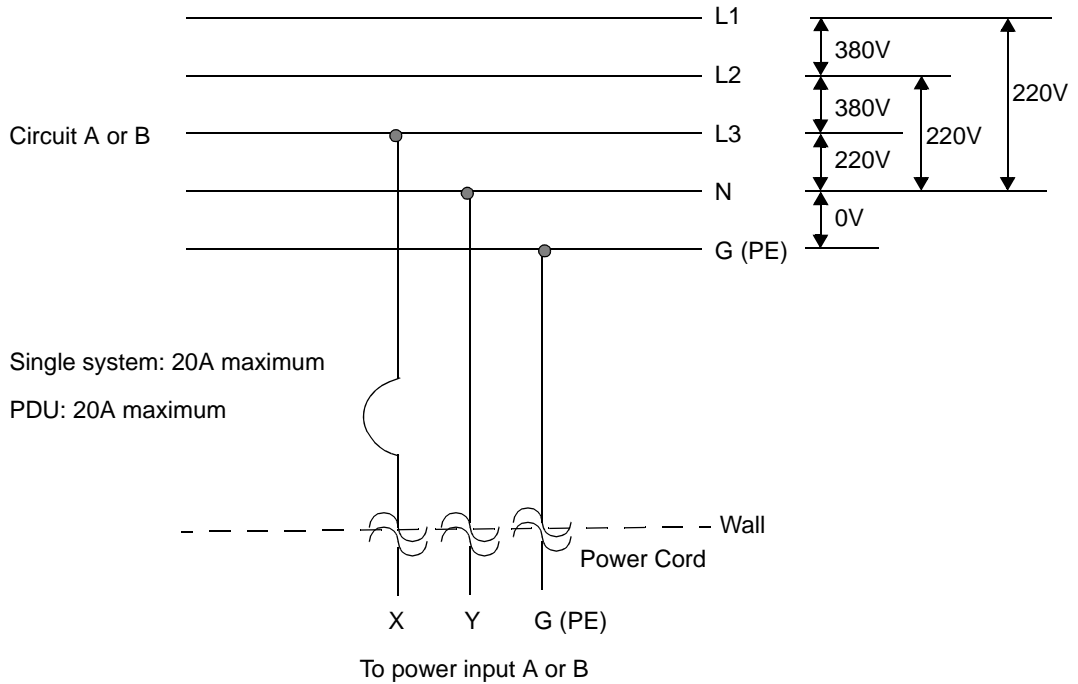 L1
380V
L2
220V
380V
Circuit A or B
L3
220V
220V
N
0V
G (PE)
Single system: 20A maximum
PDU: 20A maximum
Wall
Power Cord
X Y G (PE)
To power input A or B